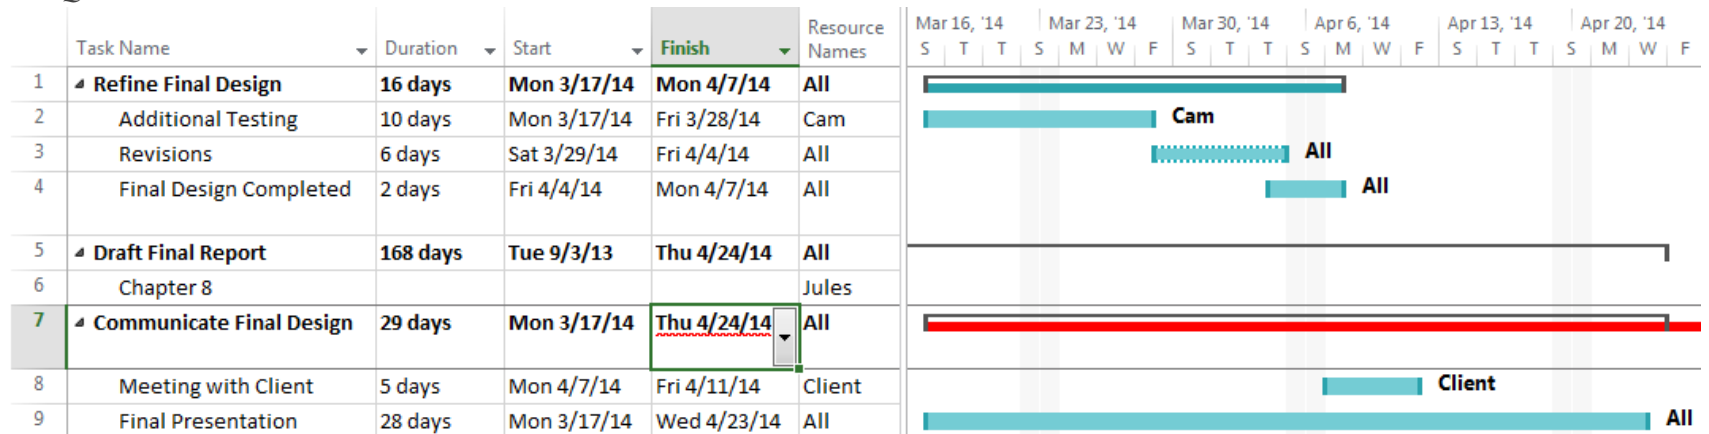 Resource Mar 16, '14 Mar 23, '14 Mar 30, '14 Apr 6, '14 Apr 13, '14 Apr 20, '14
Task Name Duration Start Finish Names S T T S M W F S T T S M W F S T T S M W F
1 Refine Final Design 16 days Mon 3/17/14 Mon 4/7/14 All
2 Additional Testing 10 days Mon 3/17/14 Fri 3/28/14 Cam Cam
3 Revisions 6 days Sat 3/29/14 Fri 4/4/14 All All
4 Final Design Completed 2 days Fri 4/4/14 Mon 4/7/14 All All
5 Draft Final Report 168 days Tue 9/3/13 Thu 4/24/14 All
6 Chapter 8 Jules
7 Communicate Final Design 29 days Mon 3/17/14 Thu 4/24/14 All
8 Meeting with Client 5 days Mon 4/7/14 Fri 4/11/14 Client Client
9 Final Presentation 28 days Mon 3/17/14 Wed 4/23/14 All All